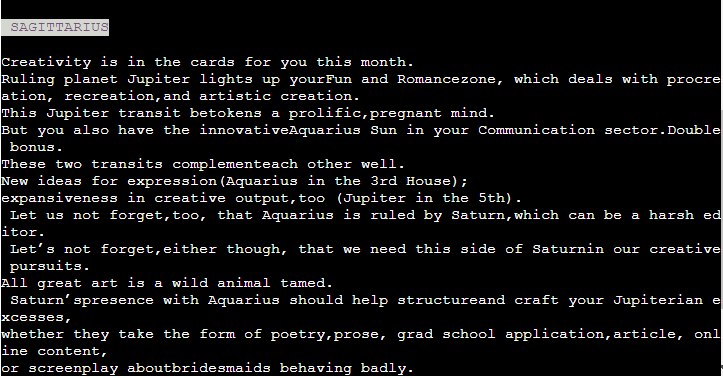 SAGITTARIUS
Creativity is in the cards for you this month.
Ruling planet Jupiter lights up yourFun and Romancezone, which deals with procre
ation, recreation,and artistic creation.
This Jupiter transit betokens a prolific,pregnant mind.
But you also have the innovativeAquarius Sun in your Communication sector.Double
bonus.
These two transits complementeach other well.
New ideas for expression(Aquarius in the 3rd House);
expansiveness in creative output,too (Jupiter in the 5th).
Let us not forget,too, that Aquarius is ruled by Saturn,which can be a harsh ed
itor.
Let’s not forget,either though, that we need this side of Saturnin our creative
pursuits.
All great art is a wild animal tamed.
Saturn’spresence with Aquarius should help structureand craft your Jupiterian e
xcesses,
whether they take the form of poetry,prose, grad school application,article, onl
ine content,
or screenplay aboutbridesmaids behaving badly.